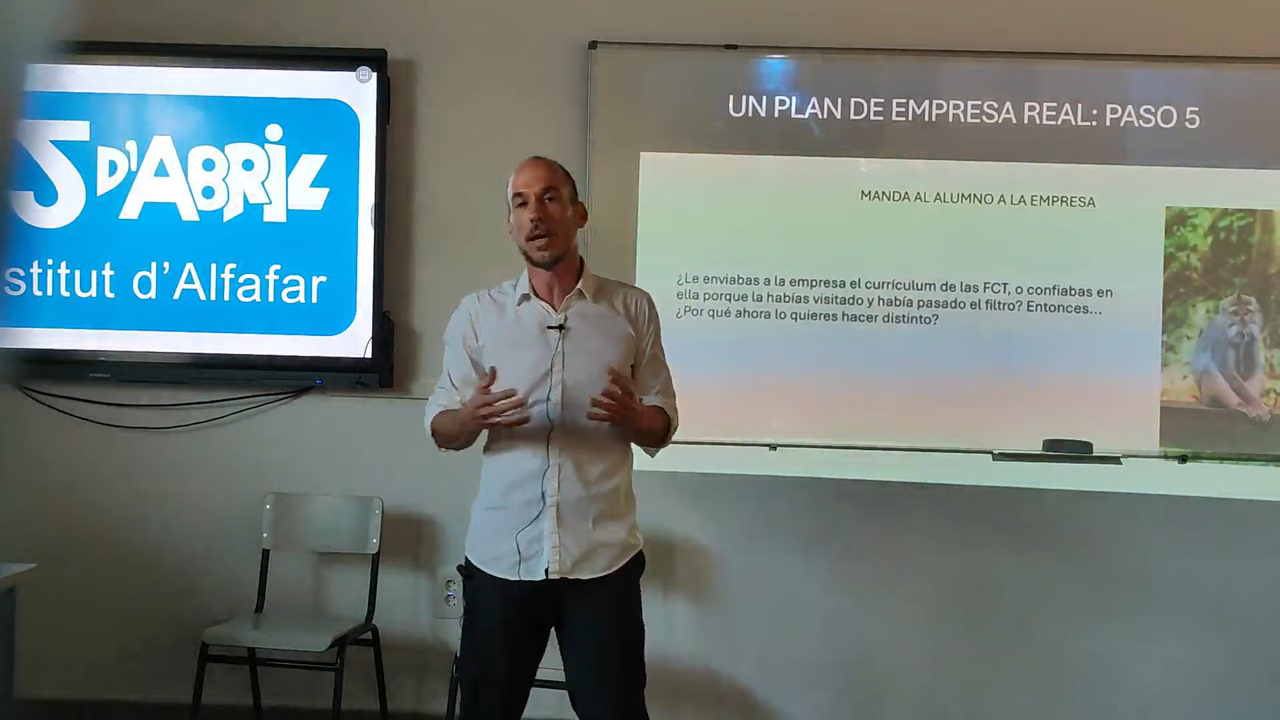 5 D'ABRIL
stitut d'Alfafar
UN PLAN DE EMPRESA REAL: PASO 5
MANDA AL ALUMNO A LA EMPRESA
¿Le enviabas a la empresa el currículum de las FCT, o confiabas en
ella porque la habías visitado y había pasado el filtro? Entonces...
¿Por qué ahora lo quieres hacer distinto?